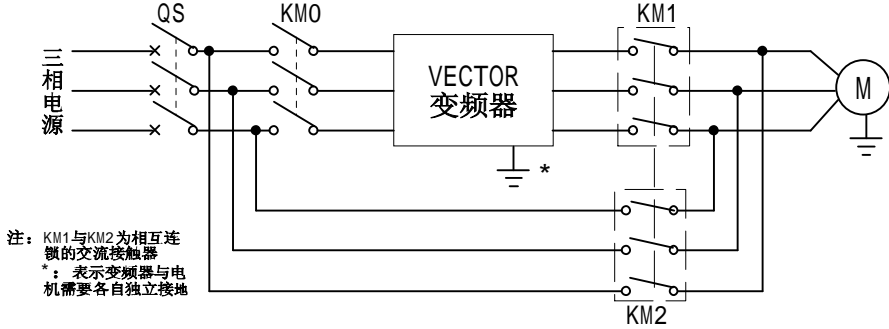 QS
KM0
KM1
三相电源
VECTOR
变频器
M
*
注：KM1与KM2为相互连
锁的交流接触器
*：表示变频器与电
机需要各自独立接地
KM2